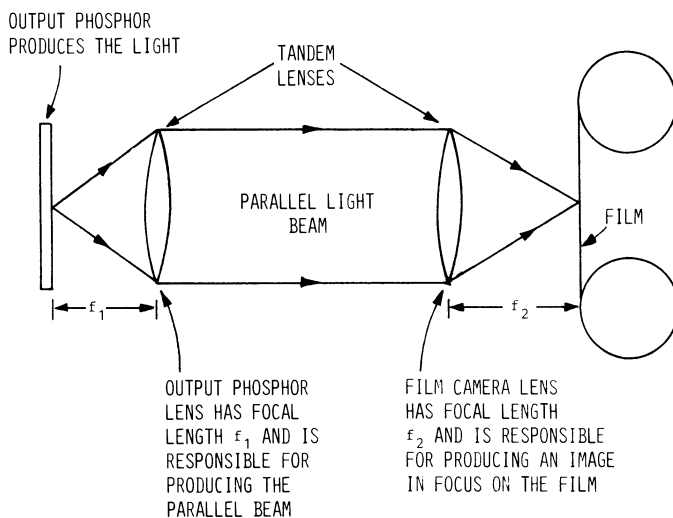 OUTPUT PHOSPHOR
PRODUCES THE LIGHT
TANDEM
LENSES
PARALLEL LIGHT
BEAM
FILM
f1
f2
OUTPUT PHOSPHOR
LENS HAS FOCAL
LENGTH f1 AND IS
RESPONSIBLE FOR
PRODUCING THE
PARALLEL BEAM
FILM CAMERA LENS
HAS FOCAL LENGTH
f2 AND IS RESPONSIBLE
FOR PRODUCING AN IMAGE
IN FOCUS ON THE FILM